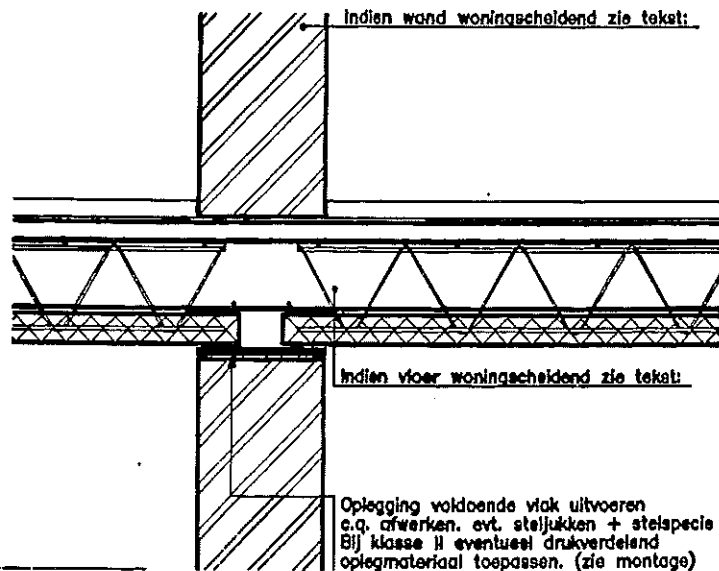 Indien wand woningscheidend zie tekst:
Indien vloer woningscheidend zie tekst:
Oplegging voldoende vlak uitvoeren
c.q. afwerken. evt. steljukken + stelspecie
Bij klasse II eventueel drukverdelend
oplegmateriaal toepassen. (zie montage)